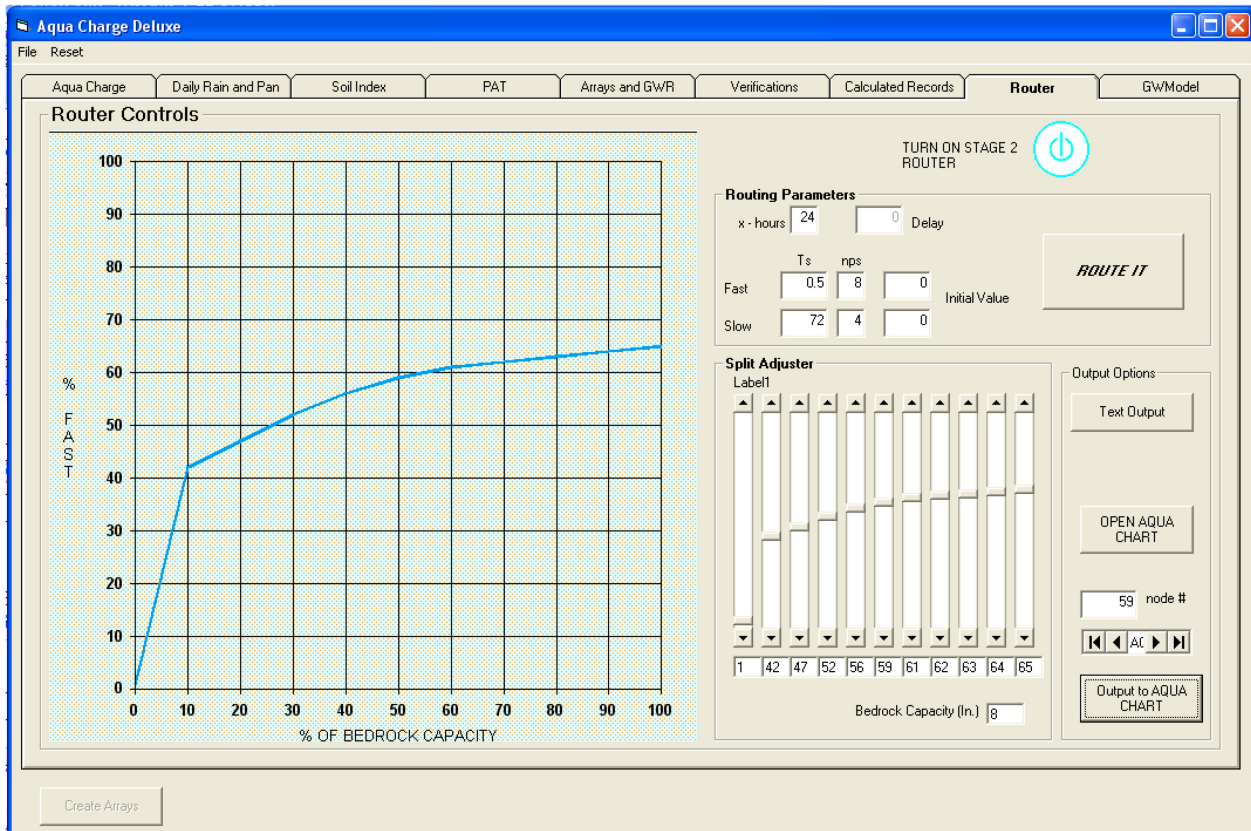 Aqua Charge Deluxe
File Reset
Aqua Charge Daily Rain and Pan Soil Index PAT Arrays and GWR Verifications Calculated Records Router GWModel
Router Controls
100
90
80
70
60
50
40
30
20
10
0
% FAST
0 10 20 30 40 50 60 70 80 90 100
% OF BEDROCK CAPACITY
TURN ON STAGE 2
ROUTER
Routing Parameters
x - hours 24 0 Delay
Ts nps
Fast 0.5 8 0
Initial Value
Slow 72 4 0
ROUTE IT
Split Adjuster
Label1
1 42 47 52 56 59 61 62 63 64 65
Bedrock Capacity (In.) 8
Output Options
Text Output
OPEN AQUA
CHART
59 node #
Output to AQUA
CHART
Create Arrays